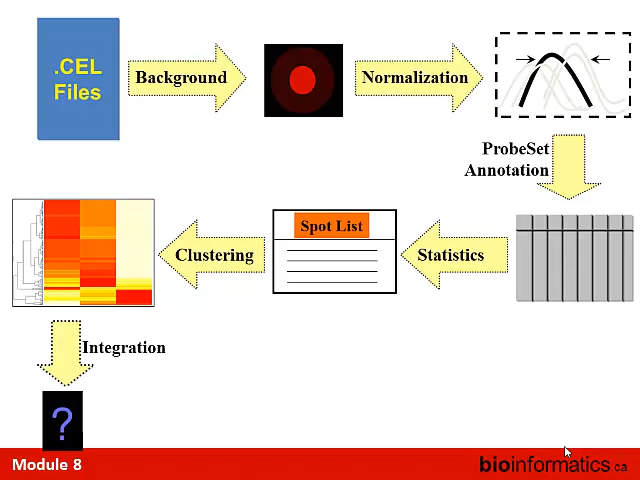 .CEL
Files
Background
Normalization
ProbeSet
Annotation
Statistics
Spot List
Clustering
Integration
?
Module 8
bioinformatics.ca